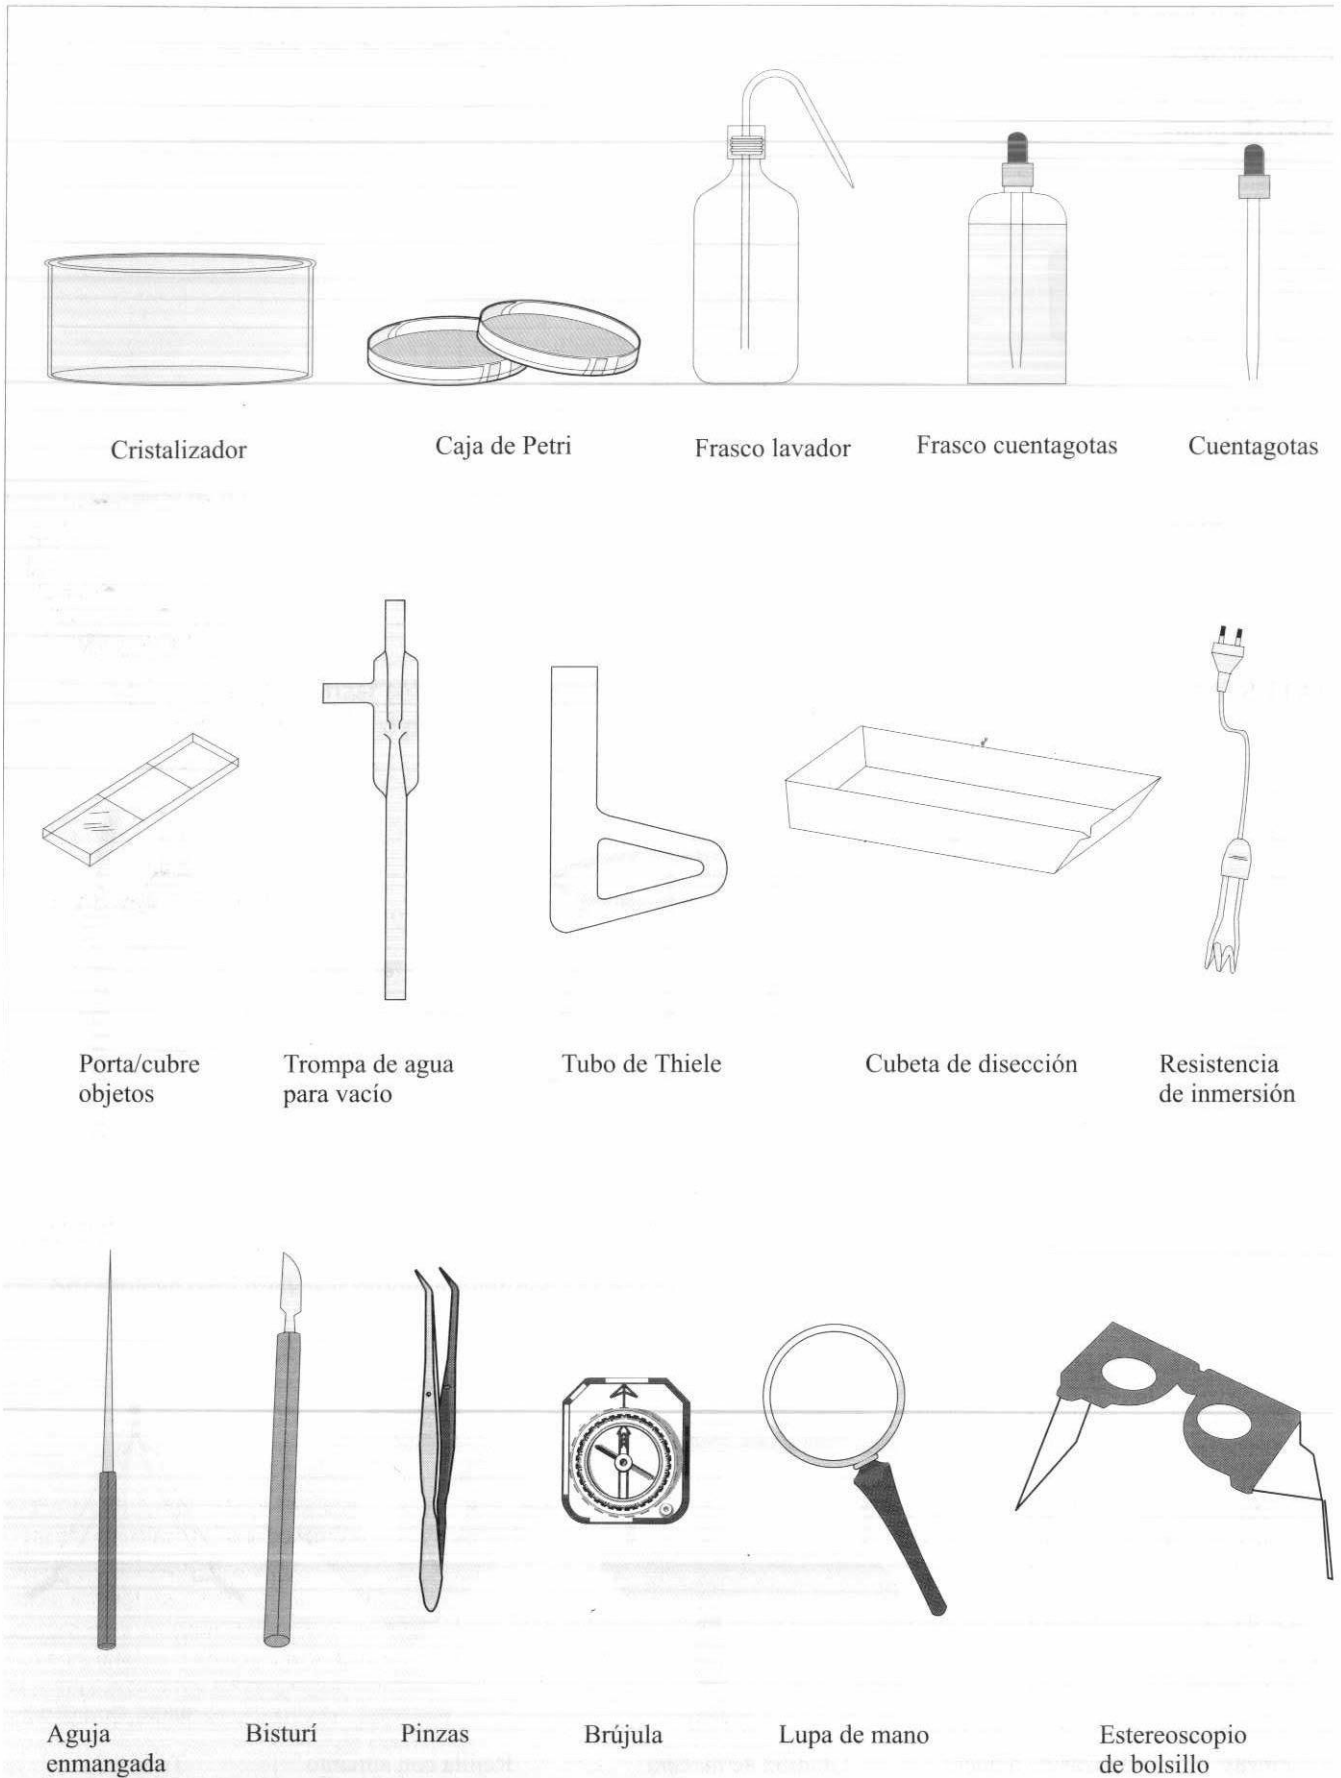 Cristalizador
Caja de Petri
Frasco lavador
Frasco cuentagotas
Cuentagotas
Porta/cubre
objetos
Trompa de agua
para vacío
Tubo de Thiele
Cubeta de disección
Resistencia
de inmersión
Aguja
enmangada
Bisturí
Pinzas
Brújula
Lupa de mano
Estereoscopio
de bolsillo